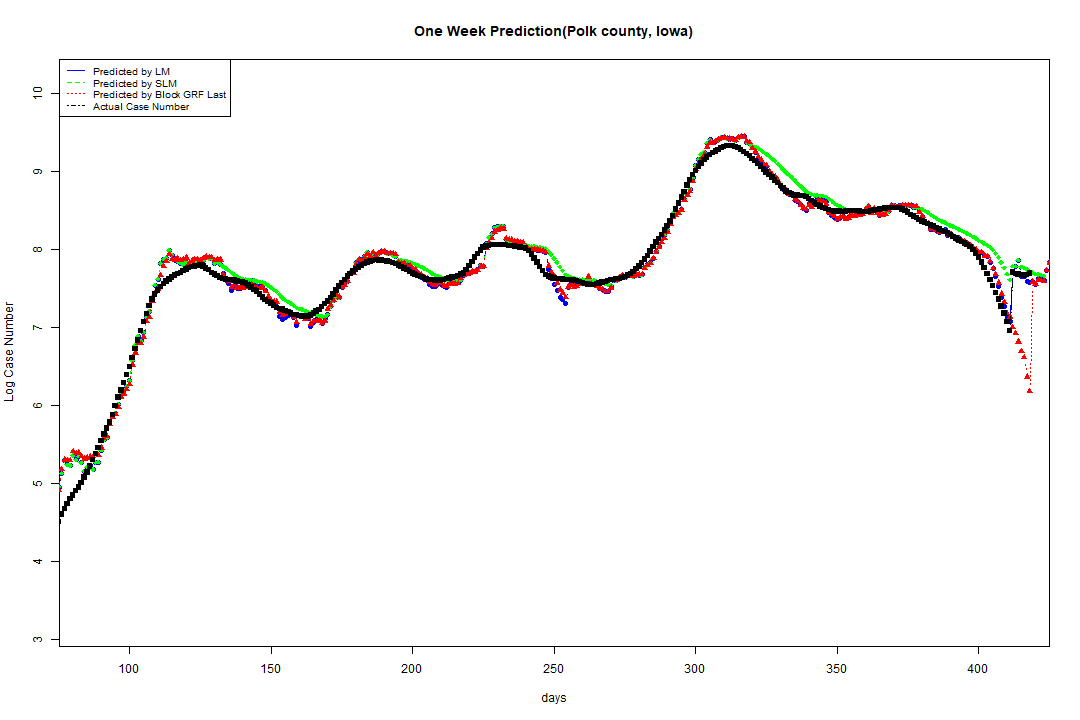 One Week Prediction(Polk county, Iowa)
Predicted by LM
Predicted by SLM
Predicted by Block GRF Last
Actual Case Number
10
9
8
7
6
5
4
3
Log Case Number
100 150 200 250 300 350 400
days